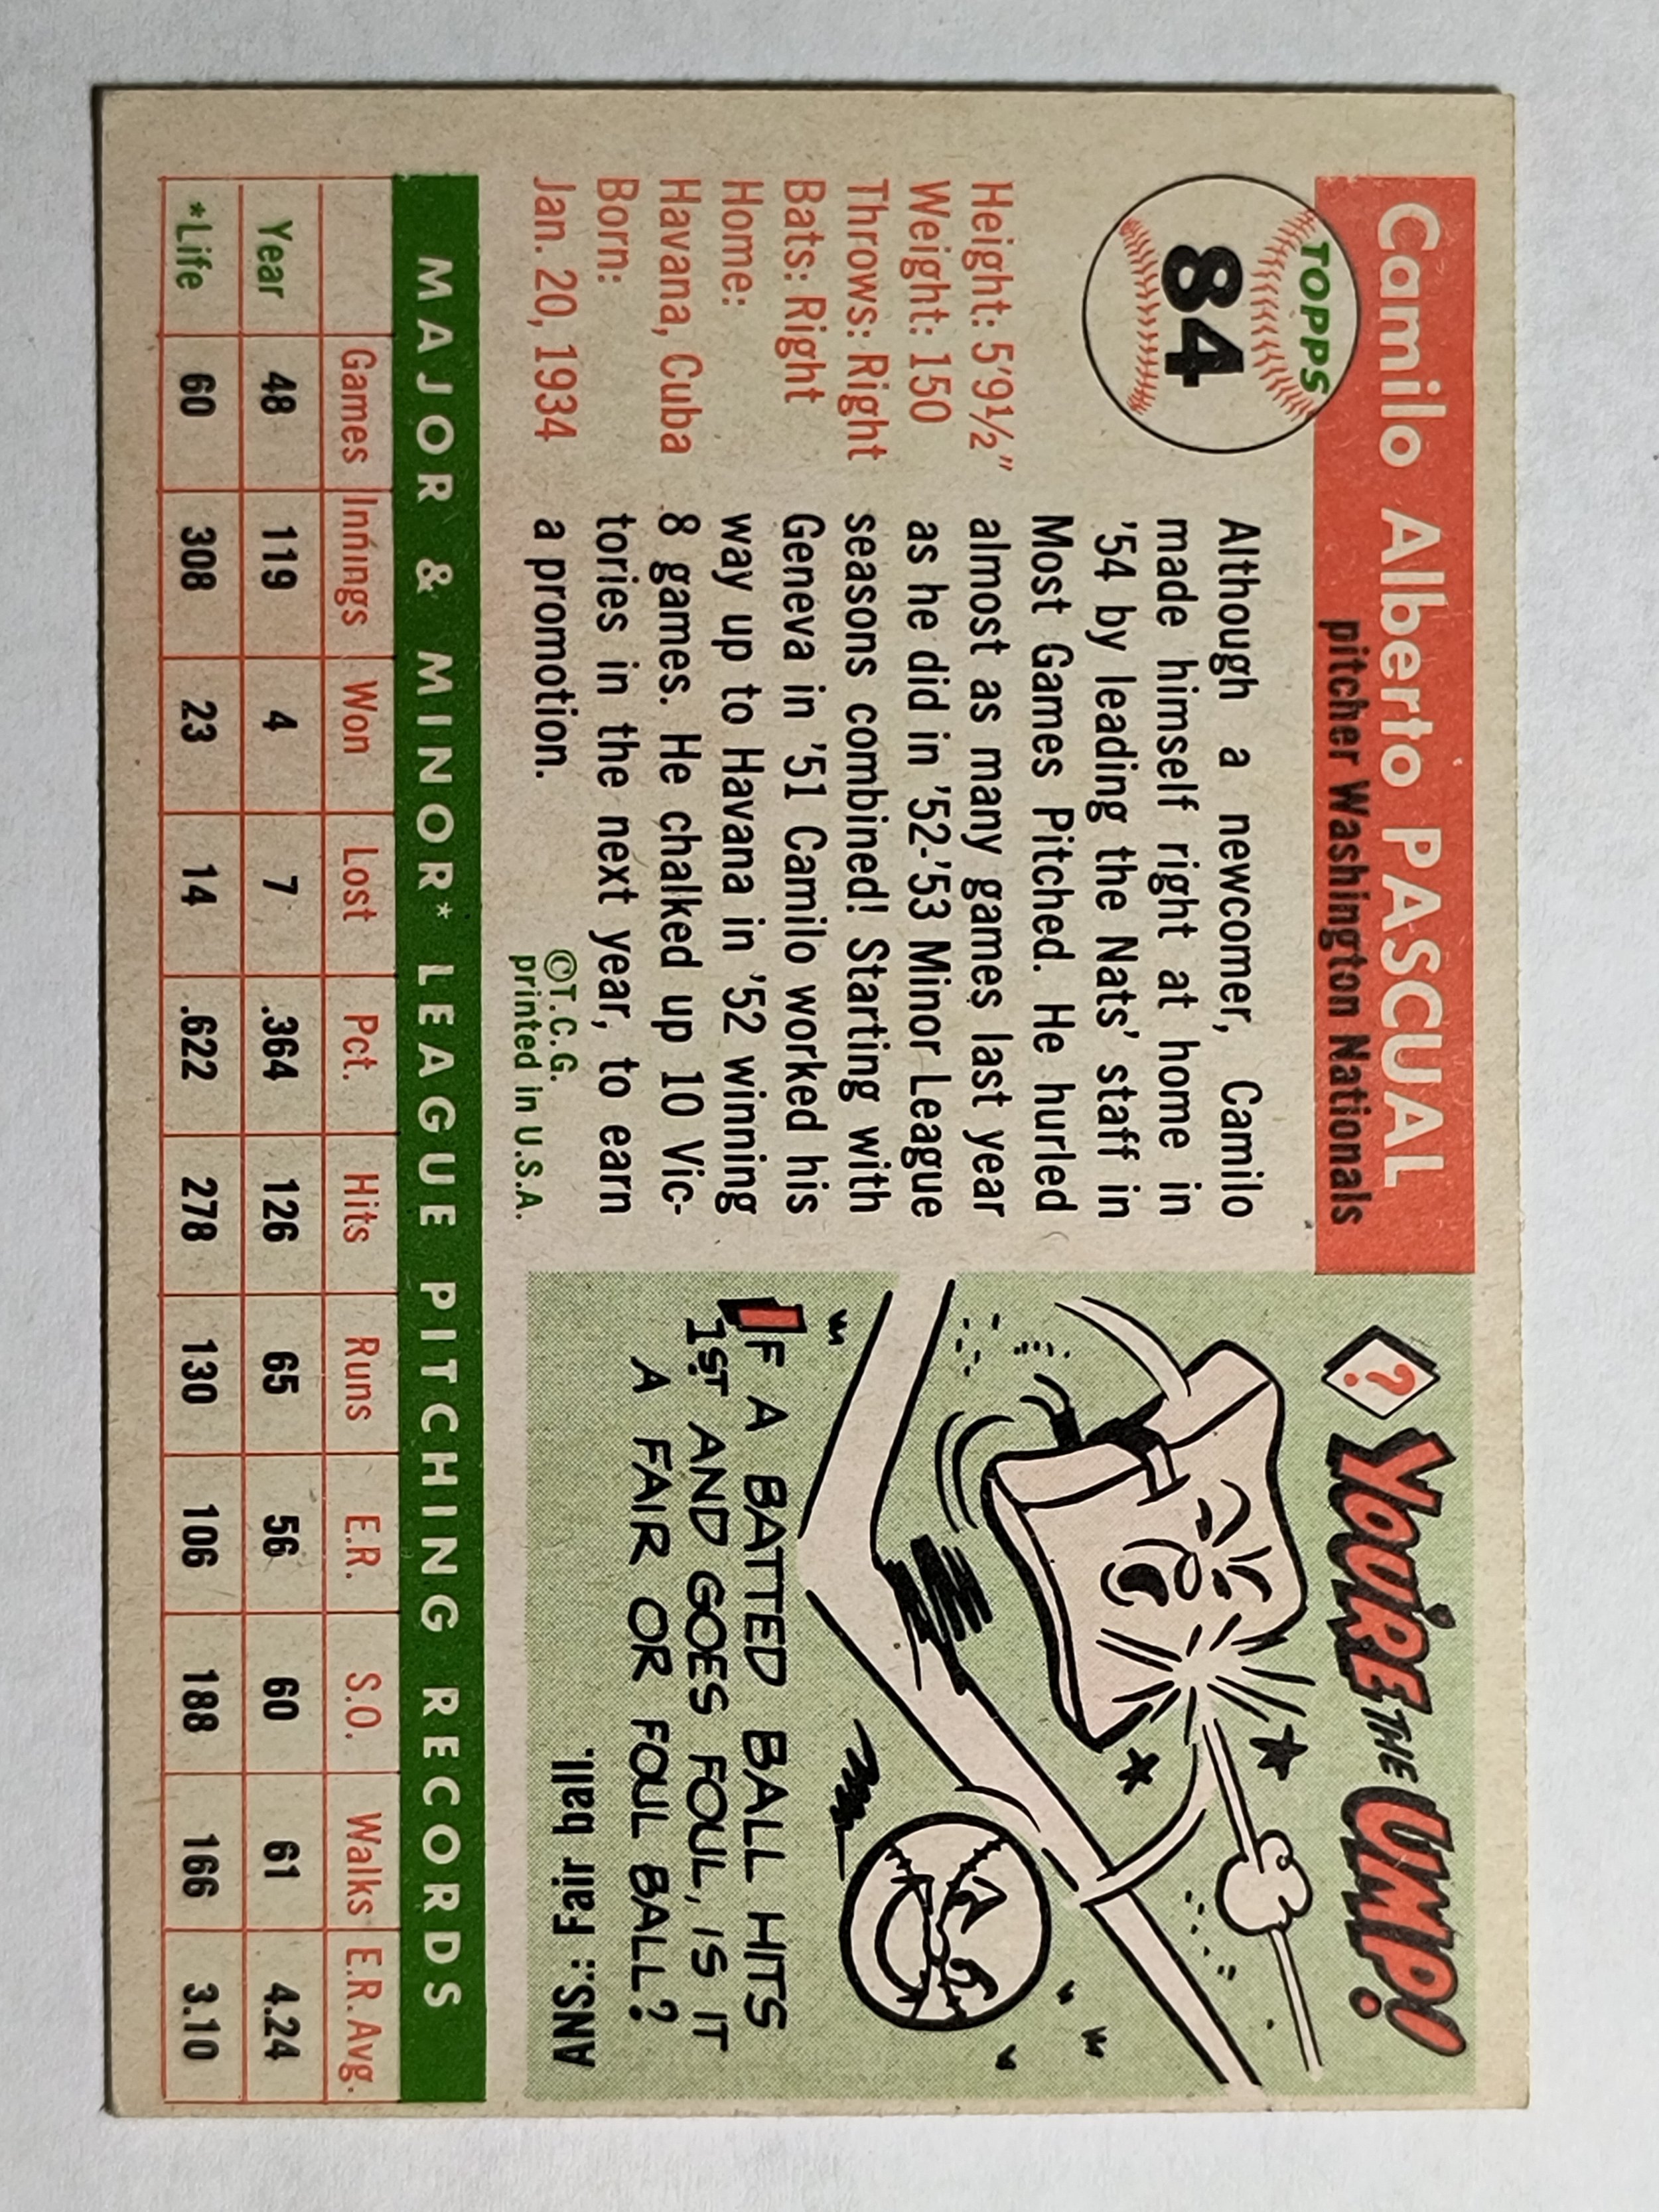 Camilo Alberto PASCUAL
pitcher Washington Nationals
TOPPS
84
Height: 5'9½"
Weight: 150
Throws: Right
Bats: Right
Home:
Havana, Cuba
Born:
Jan. 20, 1934
Although a newcomer, Camilo
made himself right at home in
'54 by leading the Nats' staff in
Most Games Pitched. He hurled
almost as many games last year
as he did in '52-'53 Minor League
seasons combined! Starting with
Geneva in '51 Camilo worked his
way up to Havana in '52 winning
8 games. He chalked up 10 Vic-
tories in the next year, to earn
a promotion.
©T.C.G.
printed in U.S.A.
? YOU'RE THE UMP!
IF A BATTED BALL HITS
1ST AND GOES FOUL, IS IT
A FAIR OR FOUL BALL?
ANS.: Fair ball.
MAJOR & MINOR* LEAGUE PITCHING RECORDS
Games Innings Won Lost Pct. Hits Runs E.R. S.O. Walks E.R. Avg.
Year 48 119 4 7 .364 126 65 56 60 61 4.24
*Life 60 308 23 14 .622 278 130 106 188 166 3.10